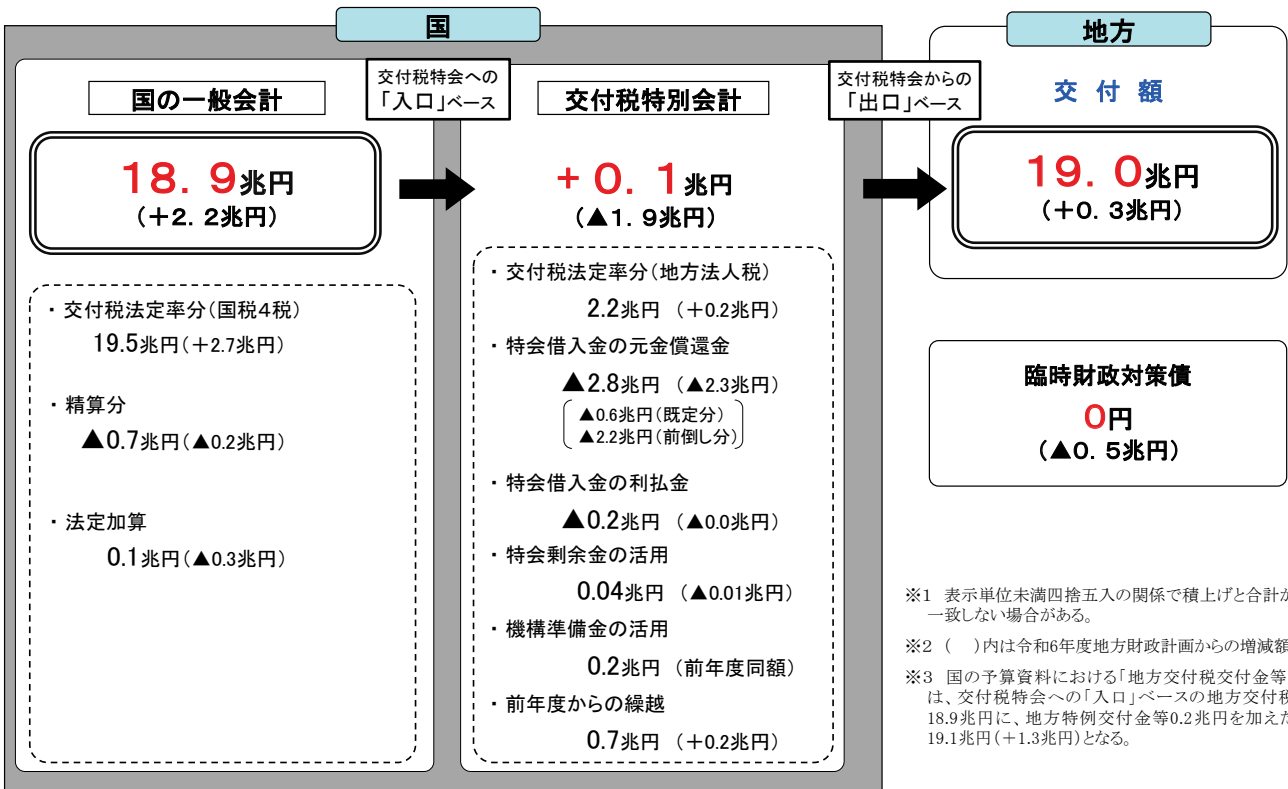 国
国の一般会計
18. 9兆円
(+2. 2兆円)
・交付税法定率分(国税4税)
19.5兆円(+2.7兆円)
・精算分
▲0.7兆円(▲0.2兆円)
・法定加算
0.1兆円(▲0.3兆円)
交付税特会への
「入口」ベース
交付税特別会計
+0. 1兆円
(▲1. 9兆円)
・交付税法定率分(地方法人税)
2.2兆円 (+0.2兆円)
・特会借入金の元金償還金
▲2.8兆円 (▲2.3兆円)
▲0.6兆円(既定分)
▲2.2兆円(前倒し分)
・特会借入金の利払金
▲0.2兆円 (▲0.0兆円)
・特会剰余金の活用
0.04兆円 (▲0.01兆円)
・機構準備金の活用
0.2兆円 (前年度同額)
・前年度からの繰越
0.7兆円 (+0.2兆円)
交付税特会からの
「出口」ベース
地方
交 付 額
19. 0兆円
(+0. 3兆円)
臨時財政対策債
0円
(▲0. 5兆円)
※1 表示単位未満四捨五入の関係で積上げと合計が
一致しない場合がある。
※2 ( )内は令和6年度地方財政計画からの増減額
※3 国の予算資料における「地方交付税交付金等
は、交付税特会への「入口」ベースの地方交付税
18.9兆円に、地方特例交付金等0.2兆円を加えた
19.1兆円(+1.3兆円)となる。